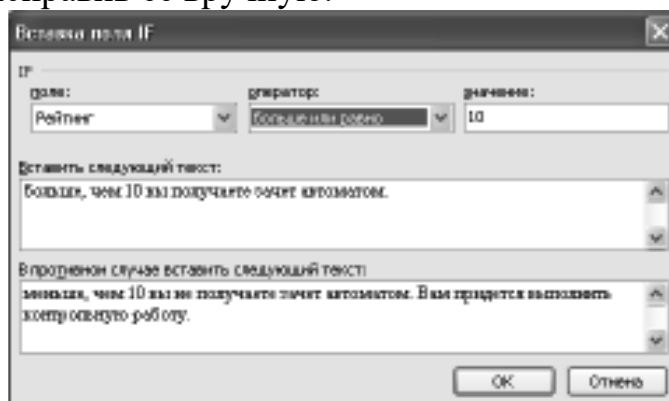 исправив ее вручную.
Вставка поля IF
IF
поле: оператор: значение:
Рейтинг больше или равно 10
Вставить следующий текст:
больше, чем 10 вы получаете зачет автоматом.
В противном случае вставить следующий текст:
меньше, чем 10 вы не получаете зачет автоматом. Вам придется выполнить
контрольную работу.
ОК Отмена